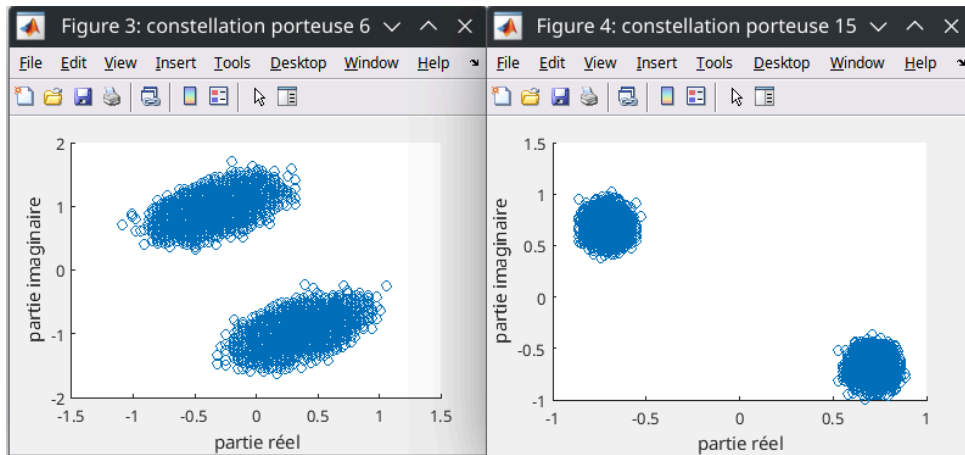 Figure 3: constellation porteuse 6
File Edit View Insert Tools Desktop Window Help
2
1
0
-1
-2
-1.5 -1 -0.5 0 0.5 1 1.5
partie imaginaire
partie réel
Figure 4: constellation porteuse 15
File Edit View Insert Tools Desktop Window Help
1.5
1
0.5
0
-0.5
-1
-1 -0.5 0 0.5 1
partie imaginaire
partie réel